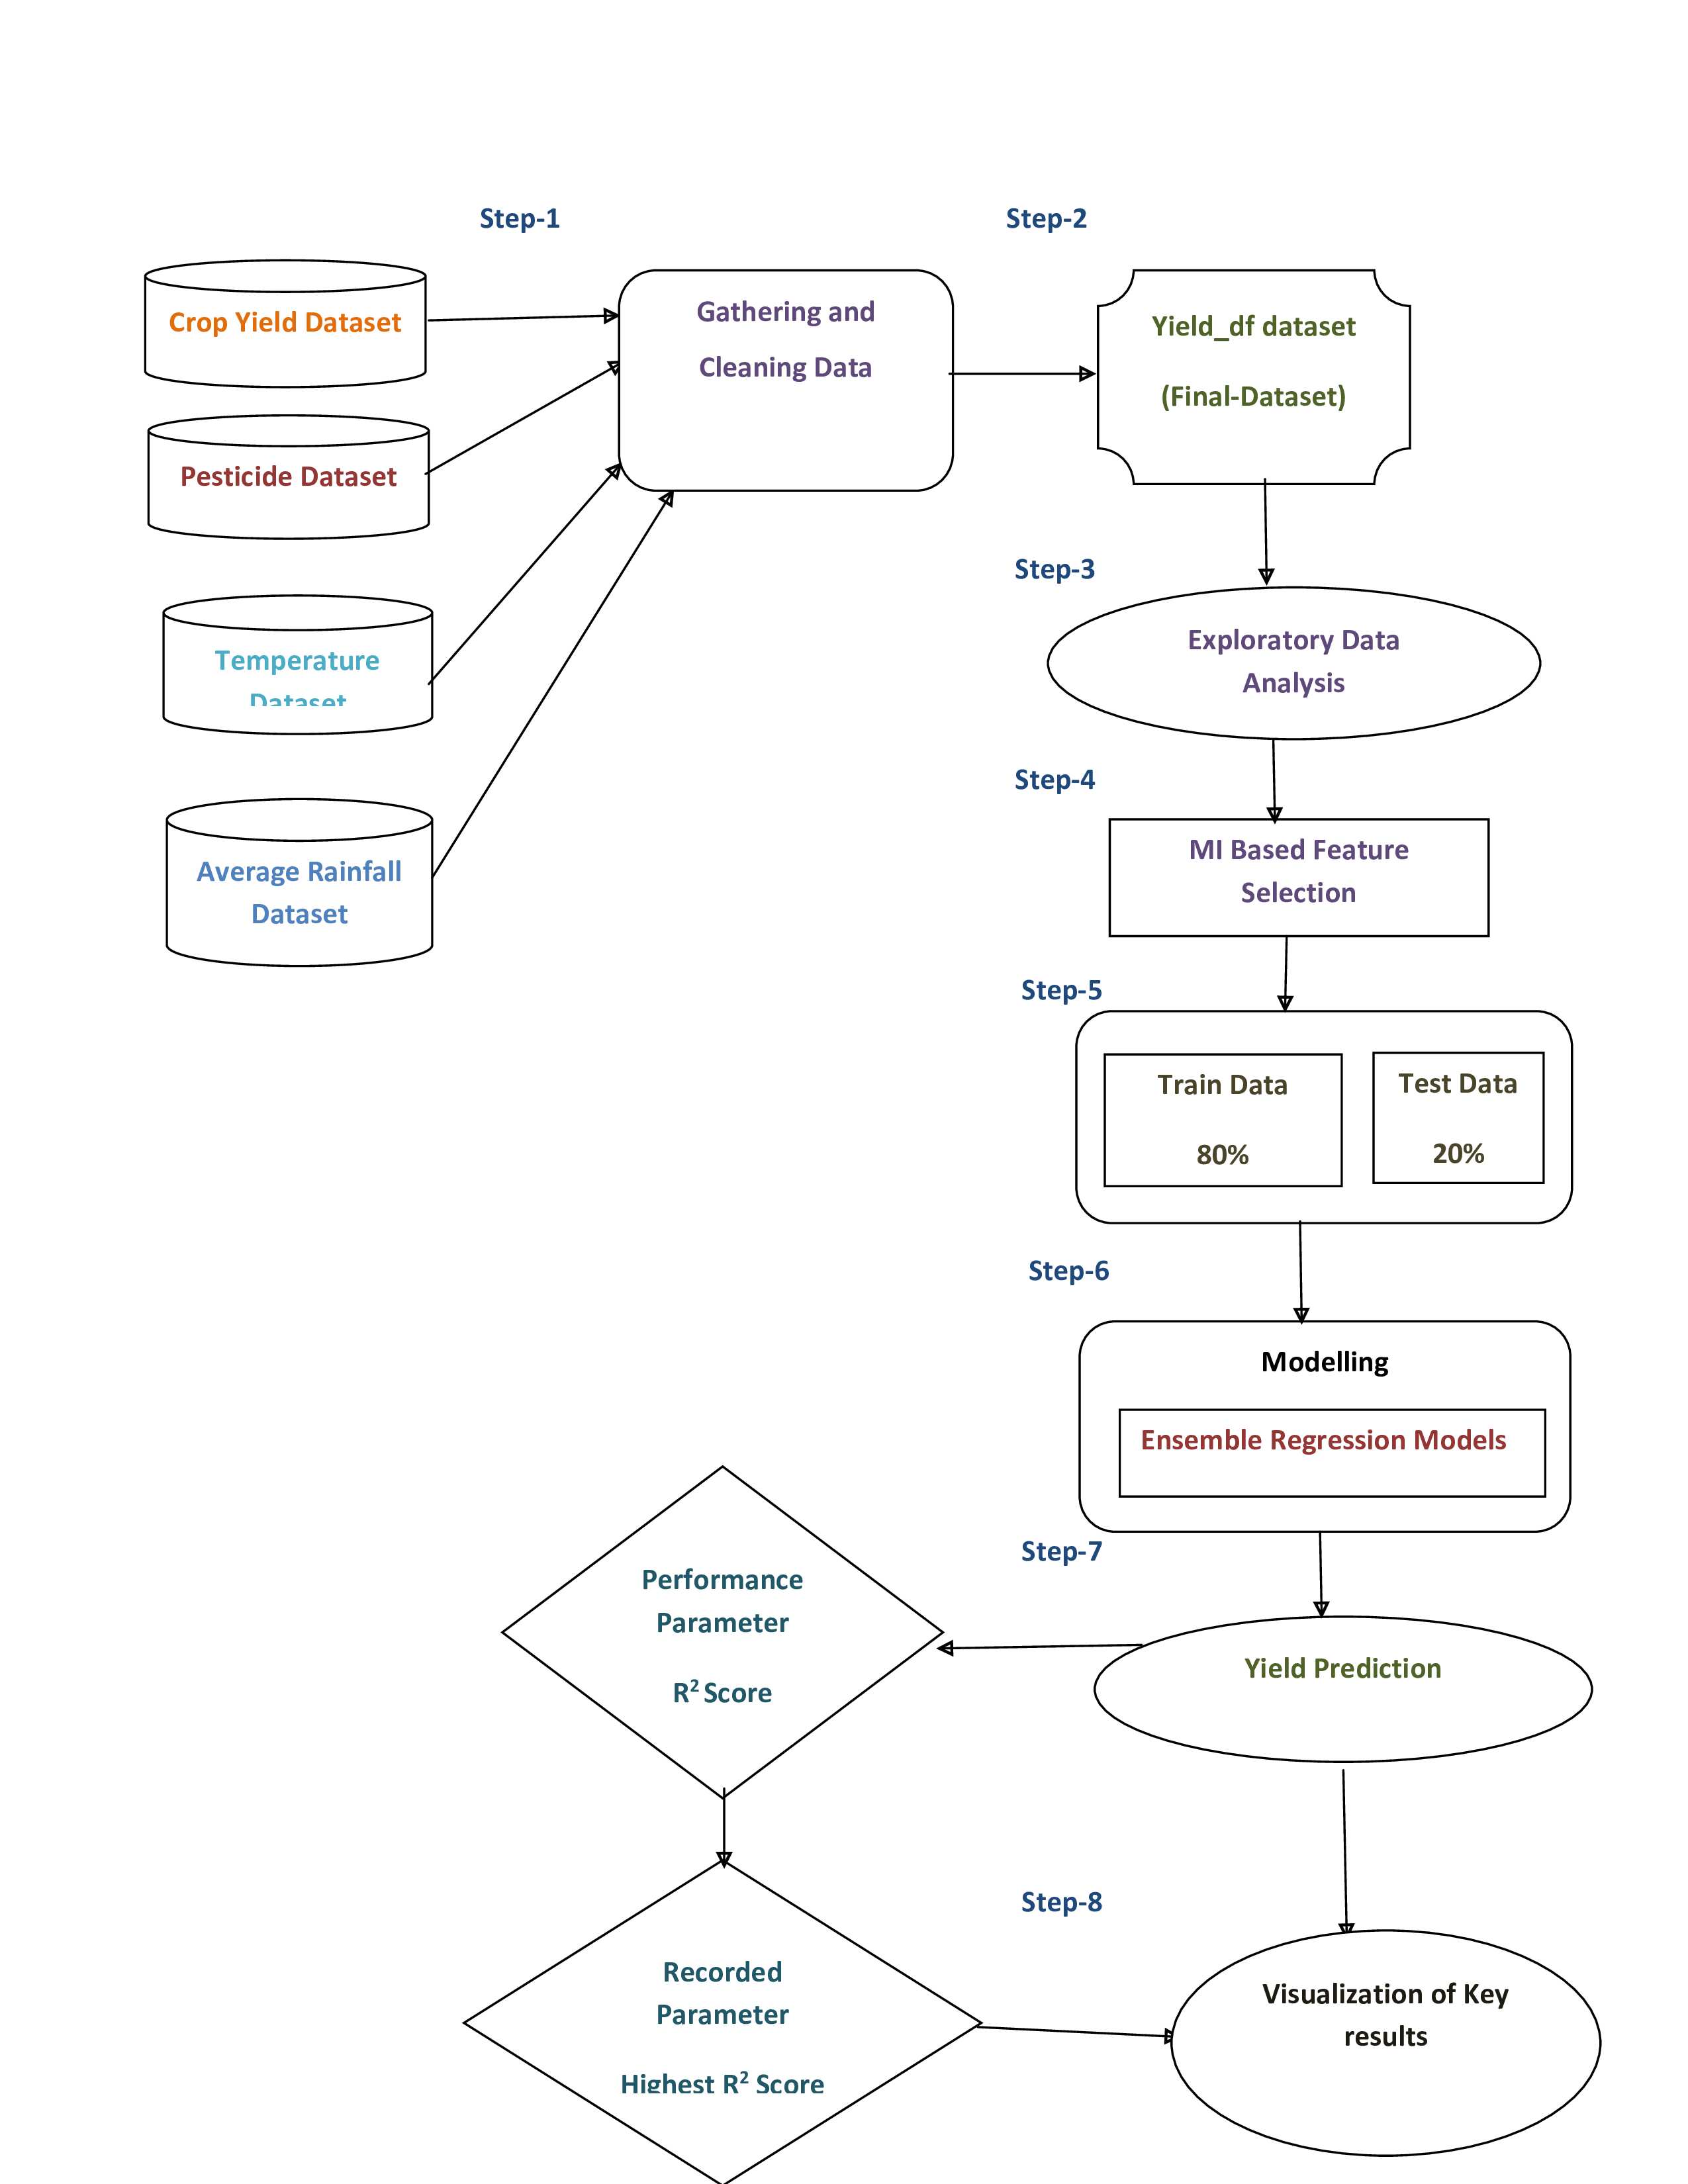 Step-1
Step-2
Crop Yield Dataset
Gathering and
Cleaning Data
Yield_df dataset
(Final-Dataset)
Pesticide Dataset
Step-3
Temperature
Dataset
Exploratory Data
Analysis
Step-4
Average Rainfall
Dataset
MI Based Feature
Selection
Step-5
Train Data
80%
Test Data
20%
Step-6
Modelling
Ensemble Regression Models
Step-7
Performance
Parameter
R² Score
Yield Prediction
Step-8
Recorded
Parameter
Highest R² Score
Visualization of Key
results